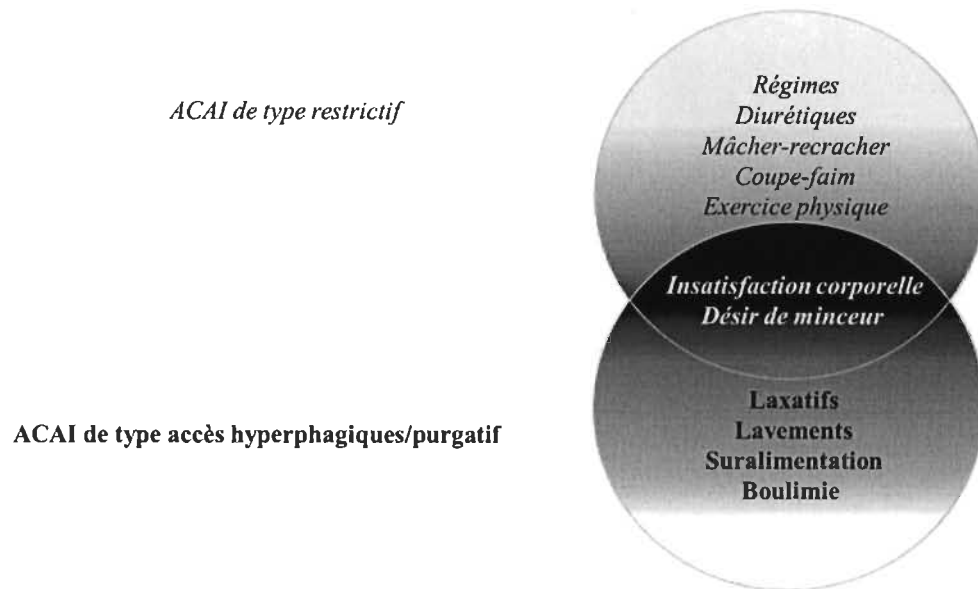 ACAI de type restrictif
Régimes
Diurétiques
Mâcher-recracher
Coupe-faim
Exercice physique
Insatisfaction corporelle
Désir de minceur
ACAI de type accès hyperphagiques/purgatif
Laxatifs
Lavements
Suralimentation
Boulimie